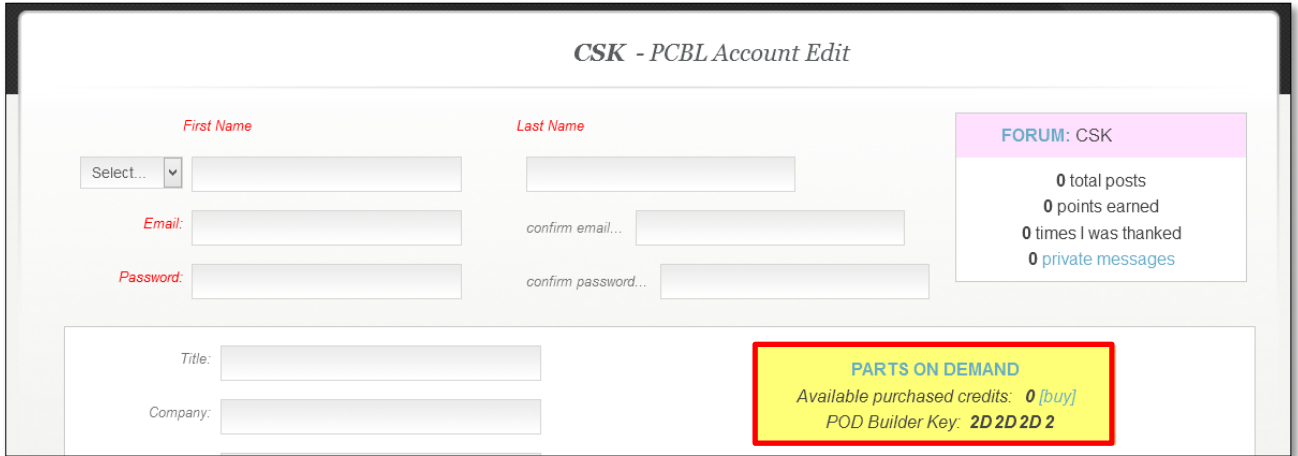 CSK - PCBL Account Edit
First Name Last Name
Select...
Email: confirm email...
Password: confirm password...
FORUM: CSK
0 total posts
0 points earned
0 times I was thanked
0 private messages
Title:
Company:
PARTS ON DEMAND
Available purchased credits: 0 [buy]
POD Builder Key: 2D2D2D2